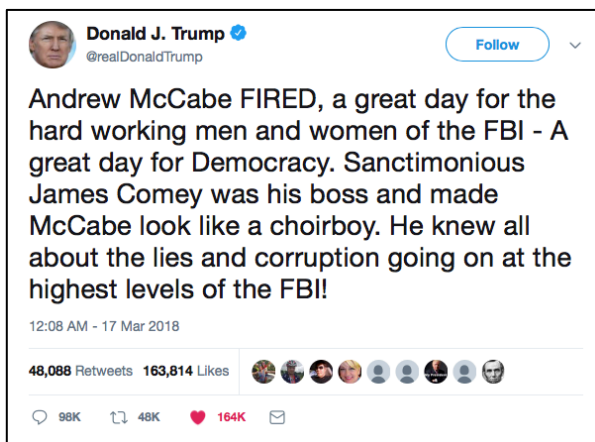 Donald J. Trump
@realDonaldTrump
Follow
Andrew McCabe FIRED, a great day for the
hard working men and women of the FBI - A
great day for Democracy. Sanctimonious
James Comey was his boss and made
McCabe look like a choirboy. He knew all
about the lies and corruption going on at the
highest levels of the FBI!
12:08 AM - 17 Mar 2018
48,088 Retweets 163,814 Likes
98K 48K 164K